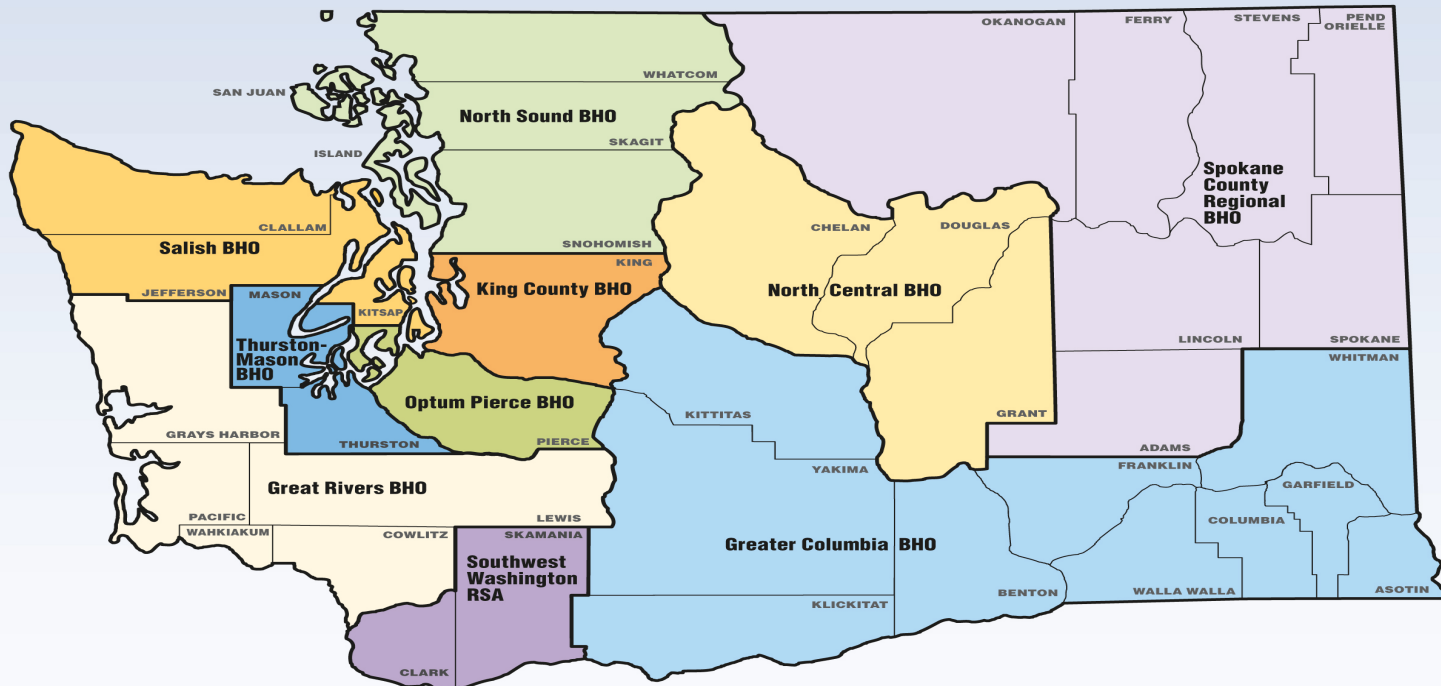 OKANOGAN
FERRY
STEVENS
PEND
ORIELLE
WHATCOM
SAN JUAN
North Sound BHO
SKAGIT
ISLAND
Spokane
County
Regional
BHO
CLALLAM
CHELAN
DOUGLAS
Salish BHO
SNOHOMISH
KING
JEFFERSON
MASON
King County BHO
North Central BHO
KITSAP
LINCOLN
SPOKANE
Thurston-
Mason
BHO
WHITMAN
Optum Pierce BHO
KITTITAS
GRANT
GRAYS HARBOR
THURSTON
PIERCE
ADAMS
YAKIMA
FRANKLIN
Great Rivers BHO
GARFIELD
PACIFIC
LEWIS
COLUMBIA
WAHKIAKUM
COWLITZ
SKAMANIA
Greater Columbia BHO
Southwest
Washington
RSA
KLICKITAT
BENTON
WALLA WALLA
ASOTIN
CLARK